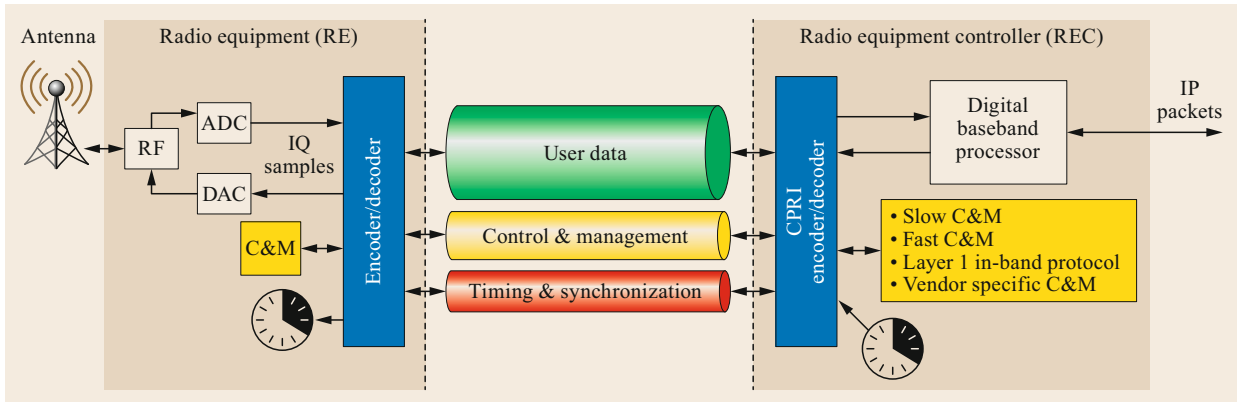 Antenna
Radio equipment (RE)
Radio equipment controller (REC)
ADC
RF
IQ
samples
DAC
C&M
Encoder/decoder
User data
Control & management
Timing & synchronization
CPRI
encoder/decoder
Digital
baseband
processor
IP
packets
• Slow C&M
• Fast C&M
• Layer 1 in-band protocol
• Vendor specific C&M